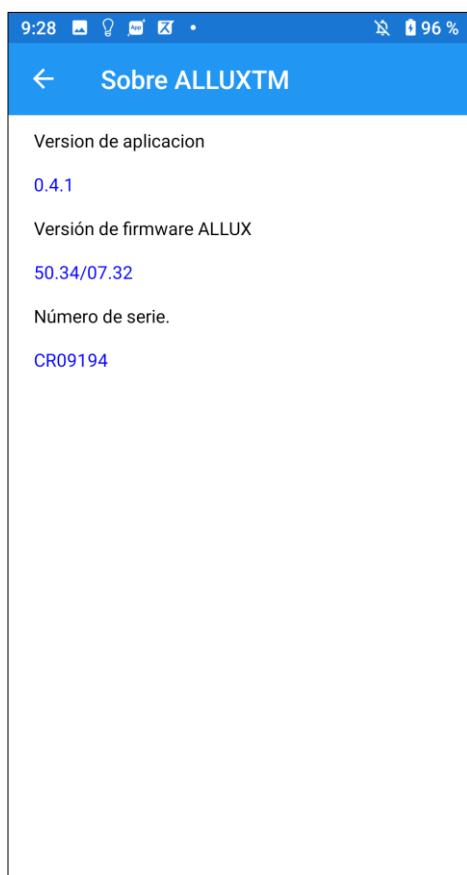 9:28 96 %
Sobre ALLUXTM
Version de aplicacion
0.4.1
Versión de firmware ALLUX
50.34/07.32
Número de serie.
CR09194